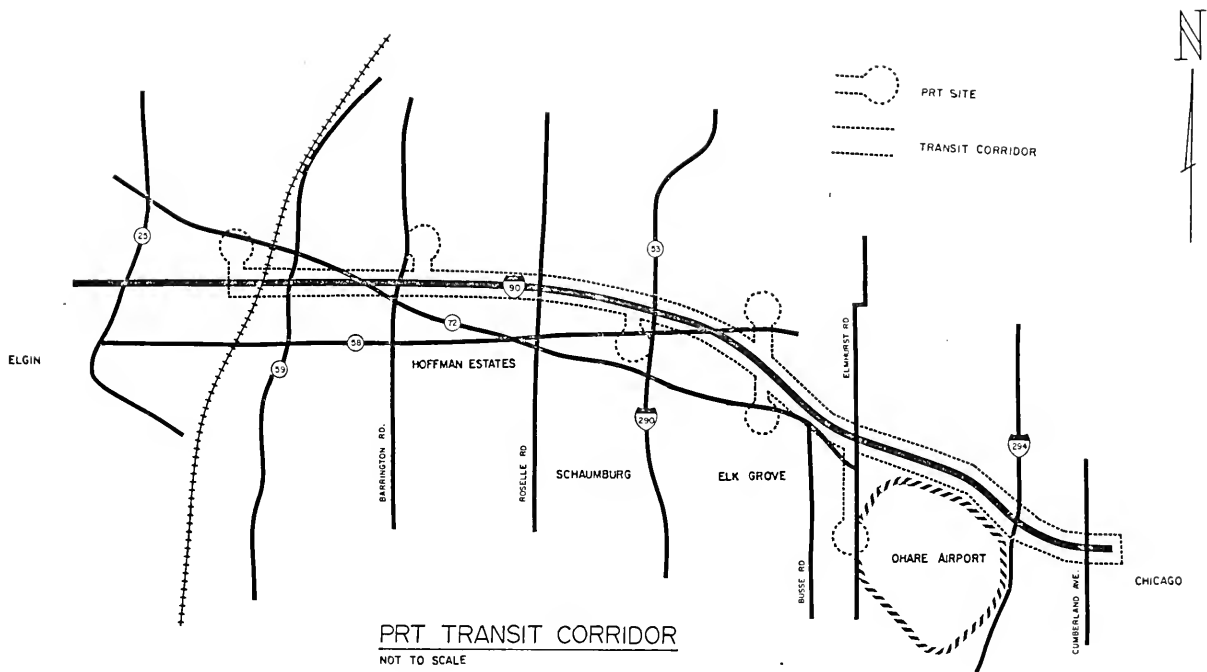 N
PRT SITE
TRANSIT CORRIDOR
25
53
90
72
58
ELMHURST RD
ELGIN
59
HOFFMAN ESTATES
290
294
BARRINGTON RD.
ROSELLE RD
SCHAUMBURG
ELK GROVE
OHARE AIRPORT
BUSSE RD
CUMBERLAND AVE.
CHICAGO
PRT TRANSIT CORRIDOR
NOT TO SCALE